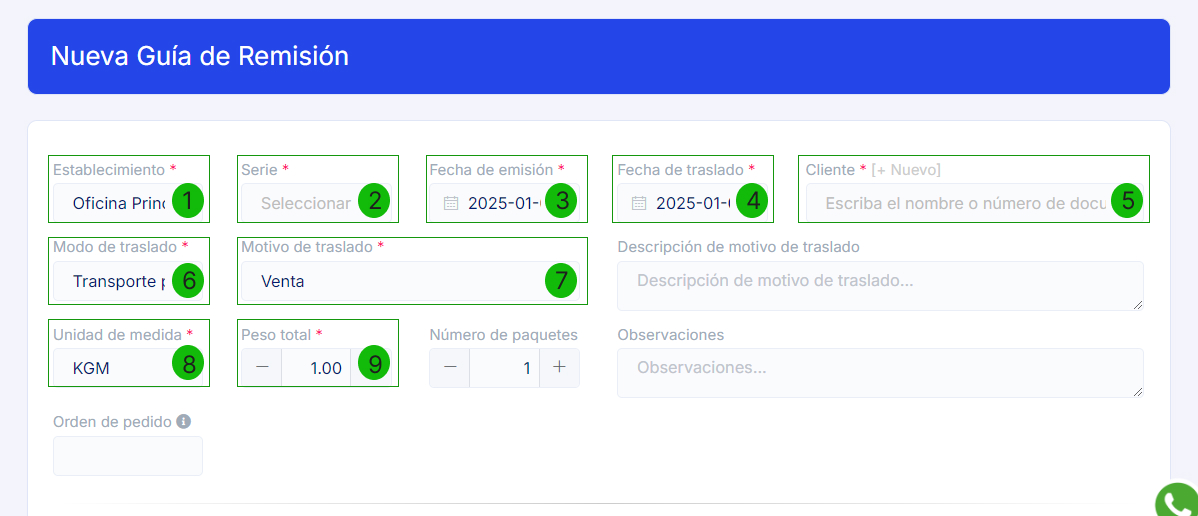 Nueva Guía de Remisión
Establecimiento * Serie * Fecha de emisión * Fecha de traslado * Cliente * [+ Nuevo]
Oficina Princ 1 Seleccionar 2 2025-01- 3 2025-01- 4 Escriba el nombre o número de docu 5
Modo de traslado * Motivo de traslado * Descripción de motivo de traslado
Transporte p 6 Venta 7 Descripción de motivo de traslado...
Unidad de medida * Peso total * Número de paquetes Observaciones
KGM 8 − 1.00 9 − 1 + Observaciones...
Orden de pedido